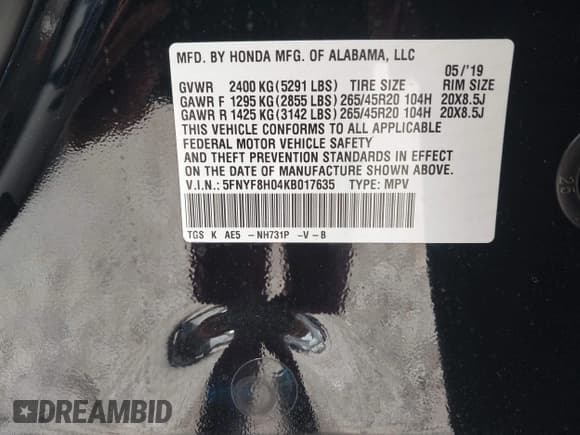 MFD. BY HONDA MFG. OF ALABAMA, LLC
05/'19
GVWR 2400 KG(5291 LBS) TIRE SIZE RIM SIZE
GAWR F 1295 KG(2855 LBS) 265/45R20 104H 20X8.5J
GAWR R 1425 KG(3142 LBS) 265/45R20 104H 20X8.5J
THIS VEHICLE CONFORMS TO ALL APPLICABLE
FEDERAL MOTOR VEHICLE SAFETY
AND THEFT PREVENTION STANDARDS IN EFFECT
ON THE DATE OF MANUFACTURE SHOWN ABOVE.
V.I.N.: 5FNYF8H04KB017635 TYPE: MPV
TGS K AE5 -NH731P -V-B
25
DREAMBID